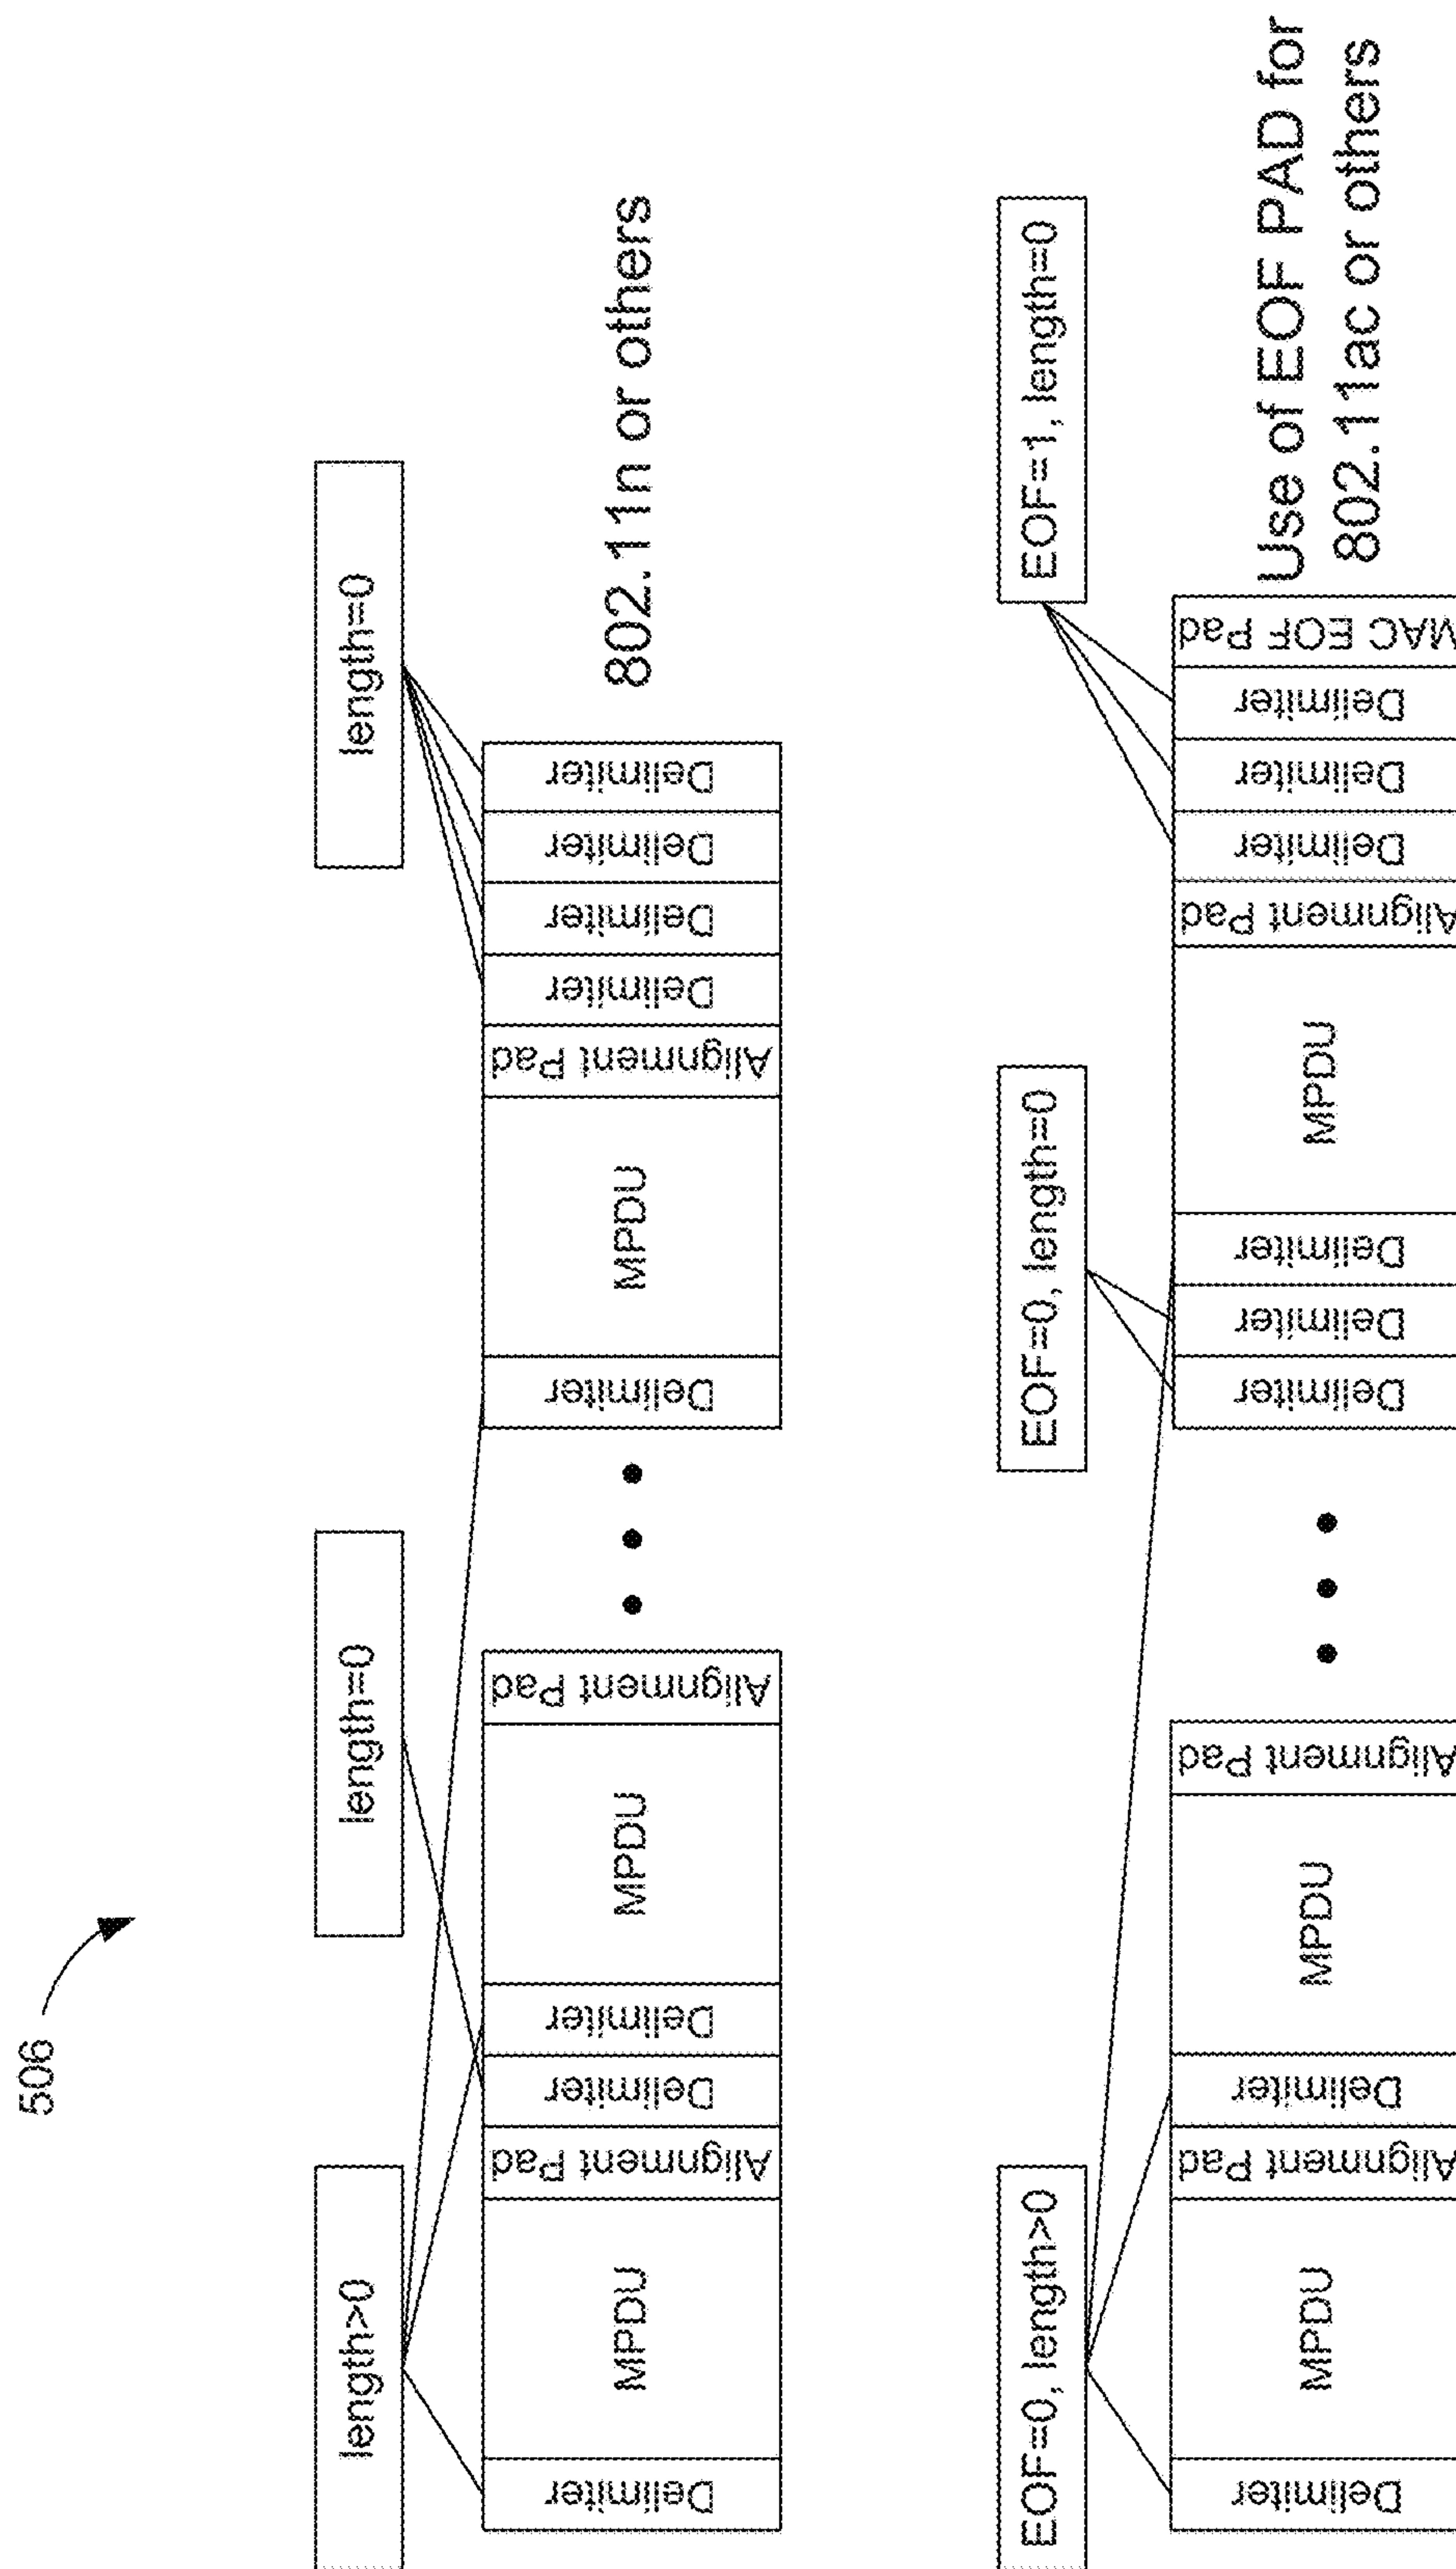 506
length>0
length=0
length=0
Delimiter
MPDU
Alignment Pad
Delimiter
Delimiter
MPDU
Alignment Pad
Delimiter
MPDU
Alignment Pad
Delimiter
Delimiter
Delimiter
Delimiter
802.11n or others
EOF=0, length>0
EOF=0, length=0
EOF=1, length=0
Delimiter
MPDU
Alignment Pad
Delimiter
MPDU
Alignment Pad
Delimiter
Delimiter
Delimiter
MPDU
Alignment Pad
Delimiter
Delimiter
Delimiter
MAC EOF Pad
Use of EOF PAD for
802.11ac or others